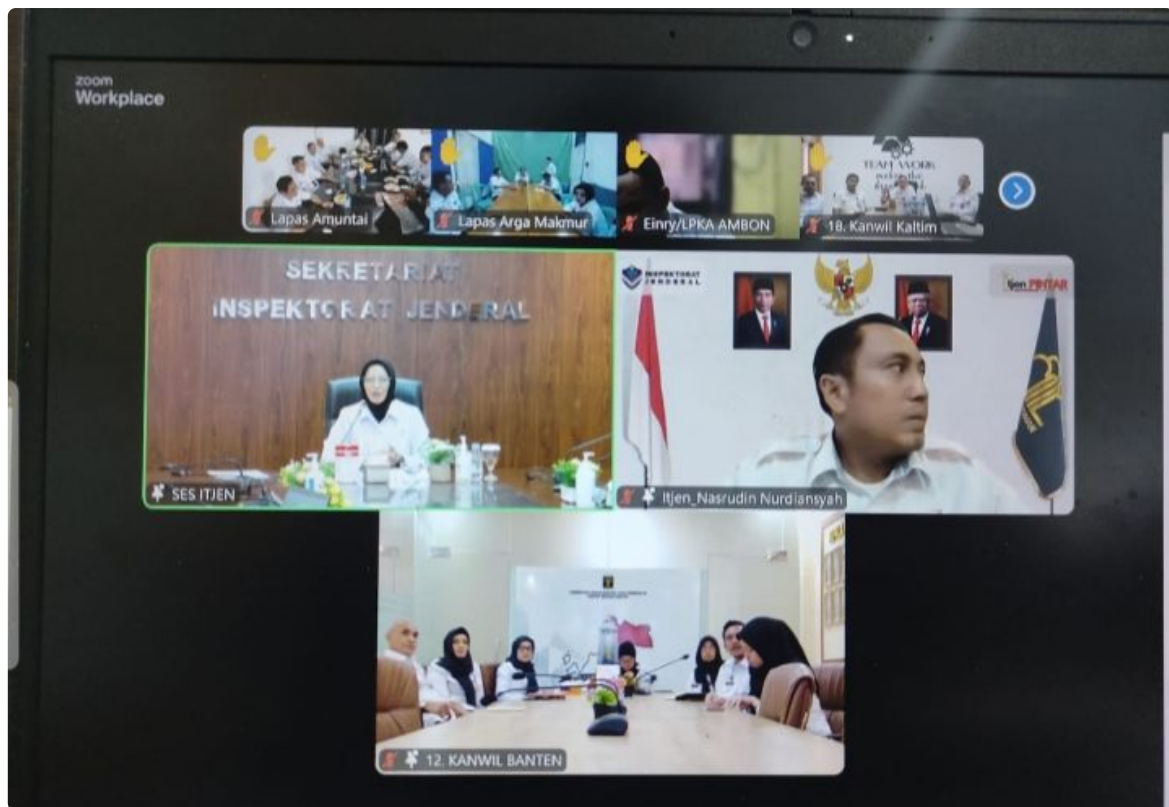 zoom
Workplace
Lapas Amuntai
Lapas Arga Makmur
Einry/LPKA AMBON
TEAM WORK
18. Kanwil Kaltim
SEKRETARIAT
INSPEKTORAT JENDERAL
SES ITJEN
INSPEKTORAT
JENDERAL
Itjen PINTAR
Itjen_Nasrudin Nurdiansyah
12. KANWIL BANTEN